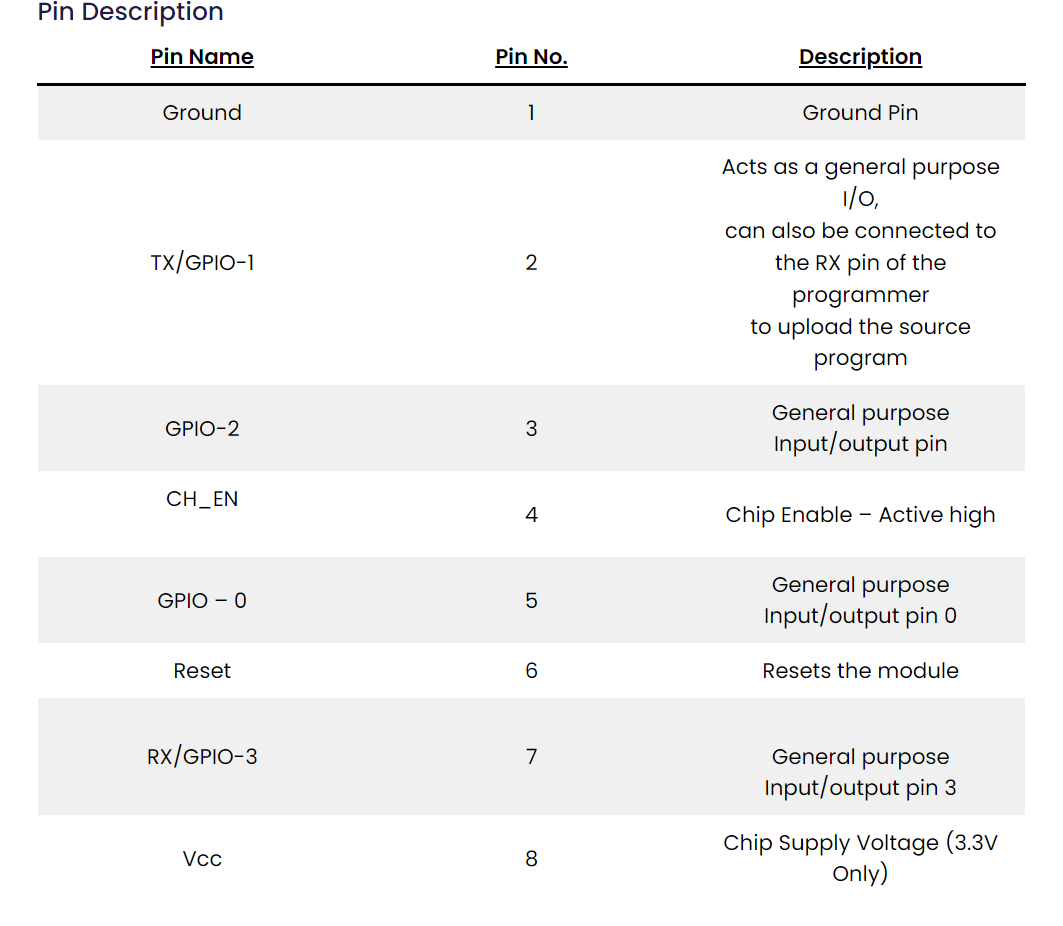 Pin Description
Pin Name Pin No. Description
Ground 1 Ground Pin
TX/GPIO-1 2 Acts as a general purpose
I/O,
can also be connected to
the RX pin of the
programmer
to upload the source
program
GPIO-2 3 General purpose
Input/output pin
CH_EN 4 Chip Enable – Active high
GPIO – 0 5 General purpose
Input/output pin 0
Reset 6 Resets the module
RX/GPIO-3 7 General purpose
Input/output pin 3
Vcc 8 Chip Supply Voltage (3.3V
Only)